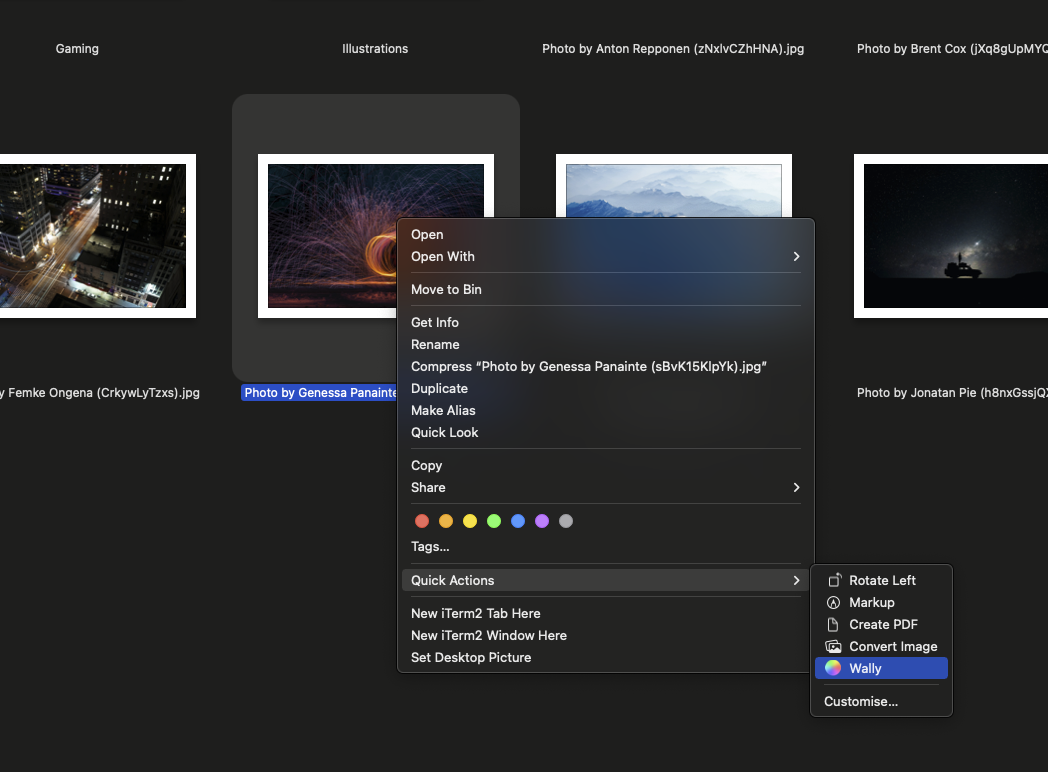 Gaming
Illustrations
Photo by Anton Repponen (zNxlvCZhHNA).jpg
Photo by Brent Cox (jXq8gUpMYQ
y Femke Ongena (CrkywLyTzxs).jpg
Photo by Genessa Panainte
Photo by Jonatan Pie (h8nxGssjQX
Open
Open With
Move to Bin
Get Info
Rename
Compress “Photo by Genessa Panainte (sBvK15KlpYk).jpg”
Duplicate
Make Alias
Quick Look
Copy
Share
Tags...
Quick Actions
New iTerm2 Tab Here
New iTerm2 Window Here
Set Desktop Picture
Rotate Left
Markup
Create PDF
Convert Image
Wally
Customise...